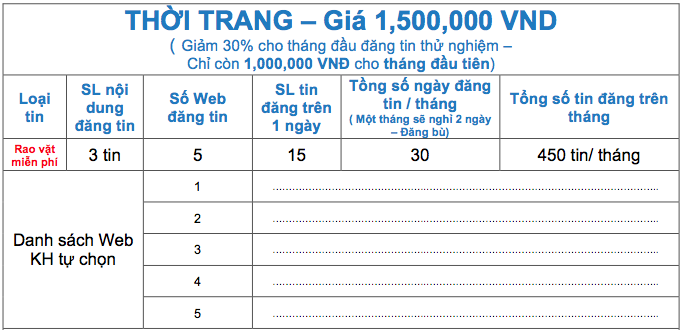 THỜI TRANG – Giá 1,500,000 VND
( Giảm 30% cho tháng đầu đăng tin thử nghiệm –
Chỉ còn 1,000,000 VNĐ cho tháng đầu tiên)
Loại
tin
SL nội
dung
đăng tin
Số Web
đăng tin
SL tin
đăng trên
1 ngày
Tồng số ngày đăng
tin / tháng
( Một tháng sẽ nghỉ 2 ngày
– Đăng bù)
Tổng số tin đăng trên
tháng
Rao vặt
miễn phí
3 tin
5
15
30
450 tin/ tháng
Danh sách Web
KH tự chọn
1
2
3
4
5